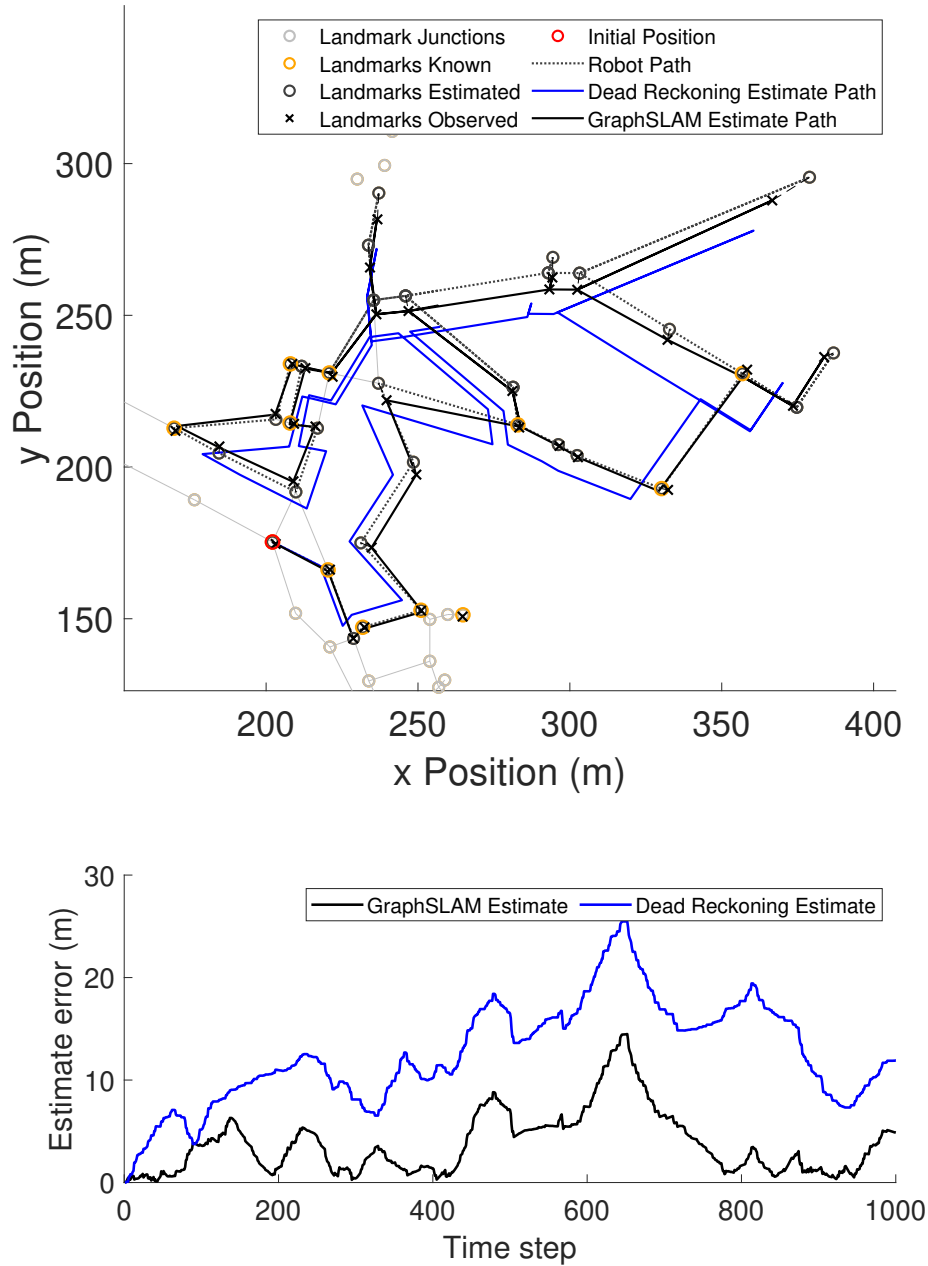 Landmark Junctions
Initial Position
Landmarks Known
Robot Path
Landmarks Estimated
Dead Reckoning Estimate Path
Landmarks Observed
GraphSLAM Estimate Path
300
250
200
150
y Position (m)
200 250 300 350 400
x Position (m)
30
GraphSLAM Estimate
Dead Reckoning Estimate
20
10
0
Estimate error (m)
0 200 400 600 800 1000
Time step